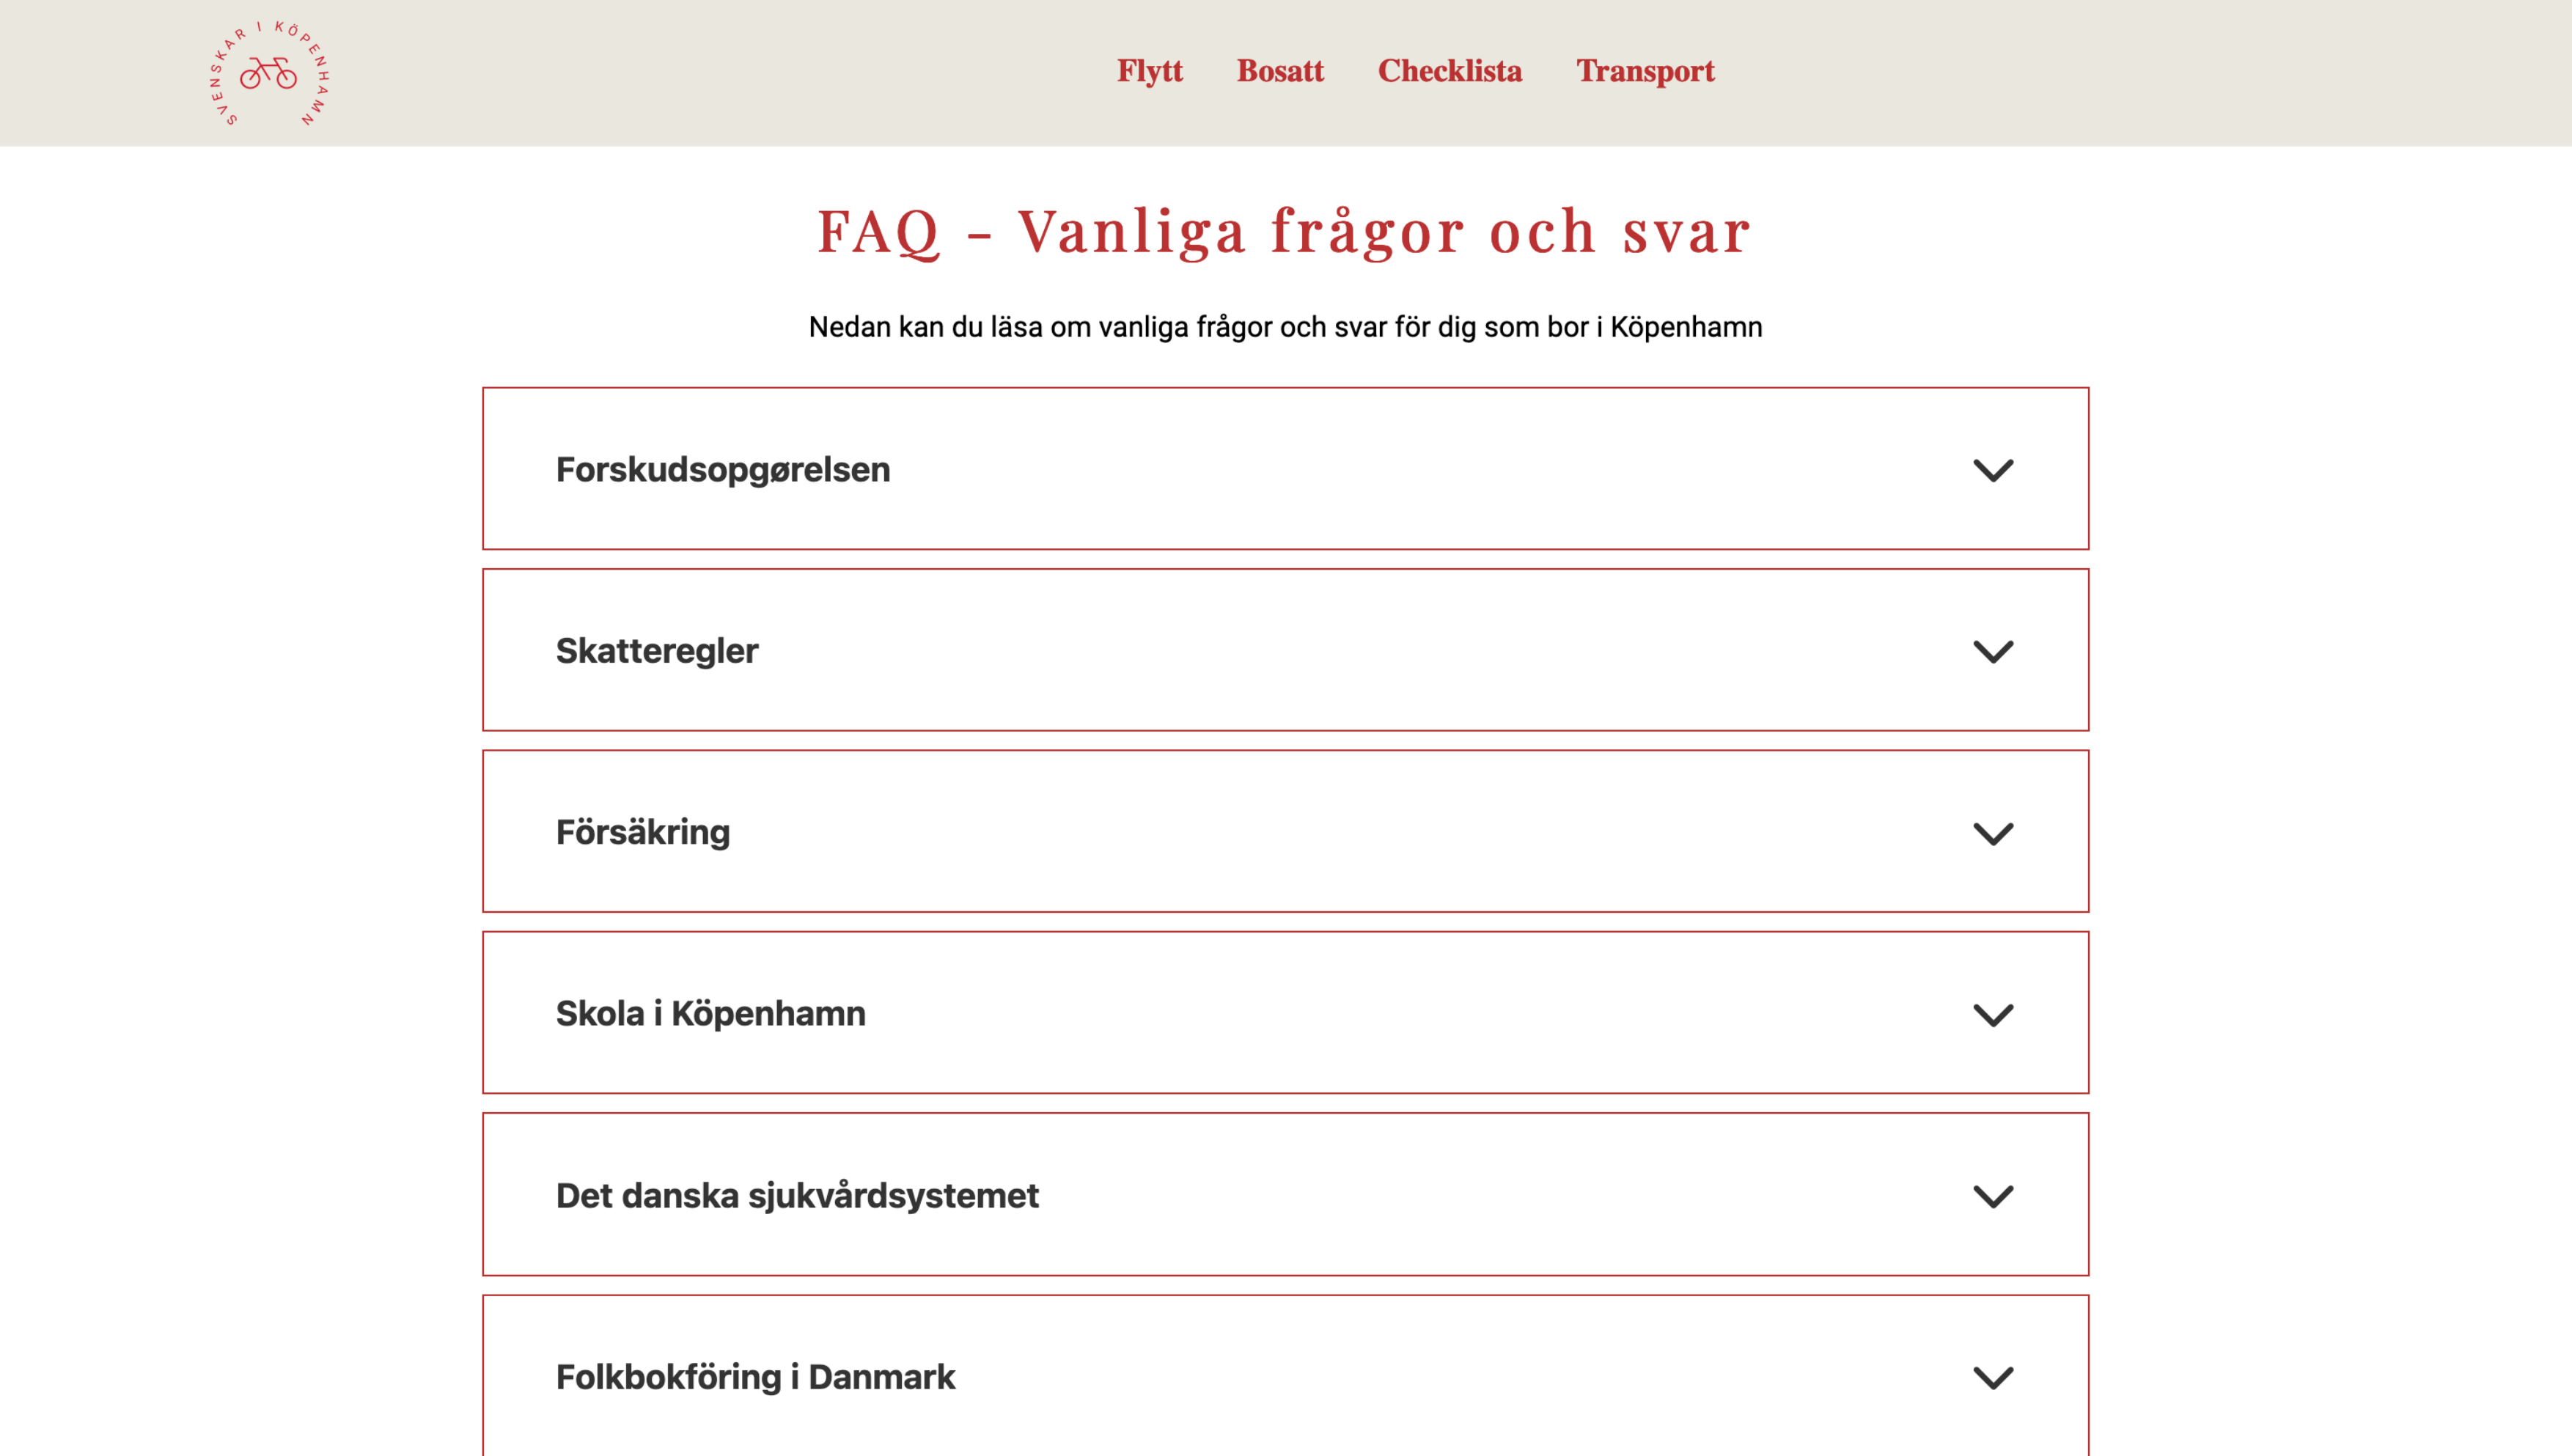 SVENSKAR I KÖPENHAMN
Flytt Bosatt Checklista Transport
FAQ – Vanliga frågor och svar
Nedan kan du läsa om vanliga frågor och svar för dig som bor i Köpenhamn
Forskudsopgørelsen
Skatteregler
Försäkring
Skola i Köpenhamn
Det danska sjukvårdsystemet
Folkbokföring i Danmark